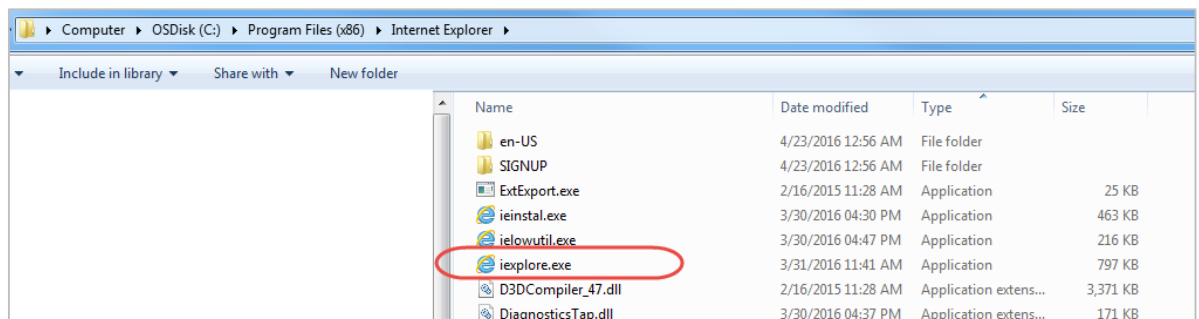 Computer OSDisk (C:) Program Files (x86) Internet Explorer
Include in library Share with New folder
Name Date modified Type Size
en-US 4/23/2016 12:56 AM File folder
SIGNUP 4/23/2016 12:56 AM File folder
ExtExport.exe 2/16/2015 11:28 AM Application 25 KB
ieinstal.exe 3/30/2016 04:30 PM Application 463 KB
ielowutil.exe 3/30/2016 04:47 PM Application 216 KB
iexplore.exe 3/31/2016 11:41 AM Application 797 KB
D3DCompiler_47.dll 2/16/2015 11:28 AM Application extens... 3,371 KB
DiagnosticsTap.dll 3/30/2016 04:37 PM Application extens... 171 KB